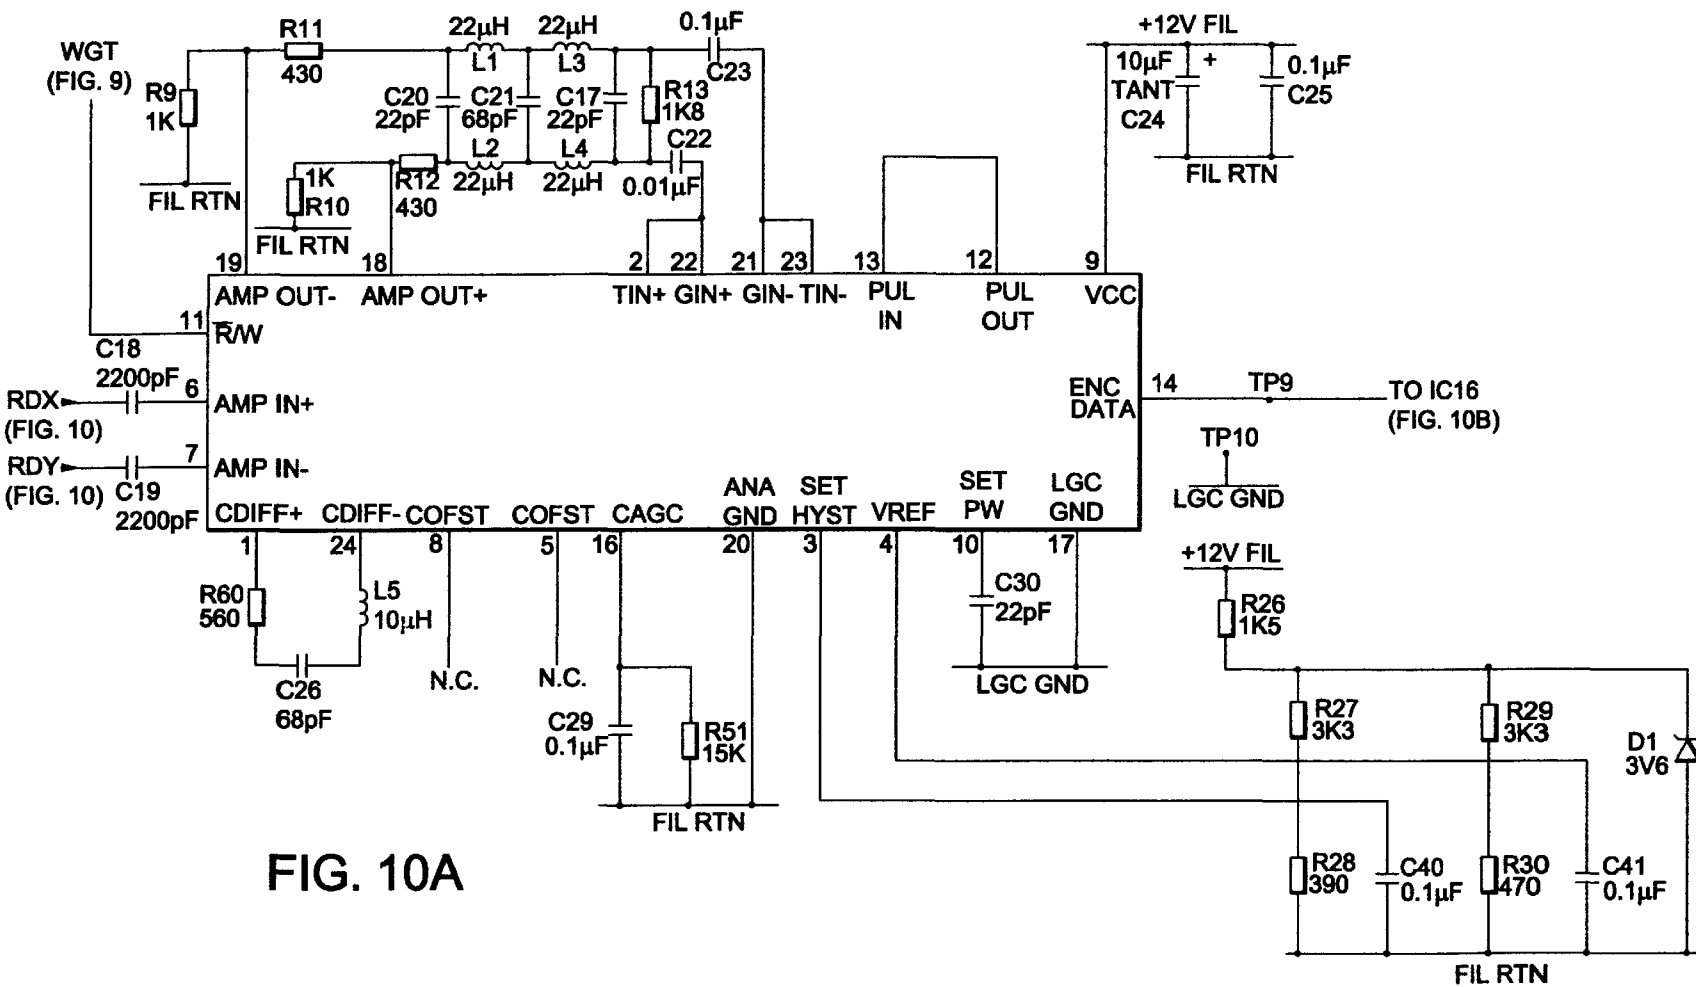 WGT
(FIG. 9)
R9
1K
FIL RTN
R11
430
22µH
L1
22µH
L3
0.1µF
C23
C20
22pF
C21
68pF
C17
22pF
R13
1K8
C22
0.01µF
L2
22µH
L4
22µH
R12
430
1K
R10
FIL RTN
+12V FIL
10µF
TANT
C24
+
0.1µF
C25
FIL RTN
19
18
2
22
21
23
13
12
9
AMP OUT-
AMP OUT+
TIN+
GIN+
GIN-
TIN-
PUL
IN
PUL
OUT
VCC
11
R/W
C18
2200pF
RDX
(FIG. 10)
6
AMP IN+
RDY
(FIG. 10)
7
AMP IN-
C19
2200pF
ENC
DATA
14
TP9
TO IC16
(FIG. 10B)
TP10
LGC GND
CDIFF+
CDIFF-
COFST
COFST
CAGC
ANA
GND
SET
HYST
VREF
SET
PW
LGC
GND
1
24
8
5
16
20
3
4
10
17
R60
560
L5
10µH
C26
68pF
N.C.
N.C.
C29
0.1µF
R51
15K
FIL RTN
C30
22pF
LGC GND
+12V FIL
R26
1K5
R27
3K3
R29
3K3
D1
3V6
R28
390
C40
0.1µF
R30
470
C41
0.1µF
FIL RTN
FIG. 10A